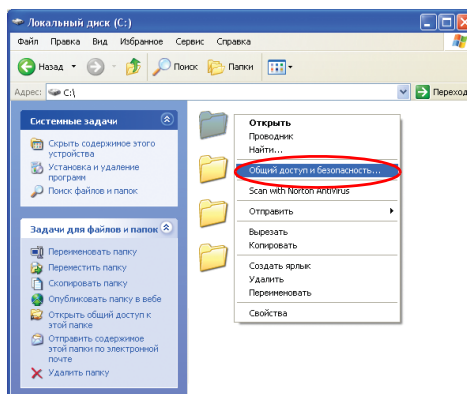 Локальный диск (C:)
Файл Правка Вид Избранное Сервис Справка
Назад Поиск Папки
Адрес: C:\ Переход
Системные задачи
Скрыть содержимое этого
устройства
Установка и удаление
программ
Поиск файлов и папок
Задачи для файлов и папок
Переименовать папку
Переместить папку
Скопировать папку
Опубликовать папку в вебе
Открыть общий доступ к
этой папке
Отправить содержимое
этой папки по электронной
почте
Удалить папку
Открыть
Проводник
Найти...
Общий доступ и безопасность...
Scan with Norton AntiVirus
Отправить
Вырезать
Копировать
Создать ярлык
Удалить
Переименовать
Свойства